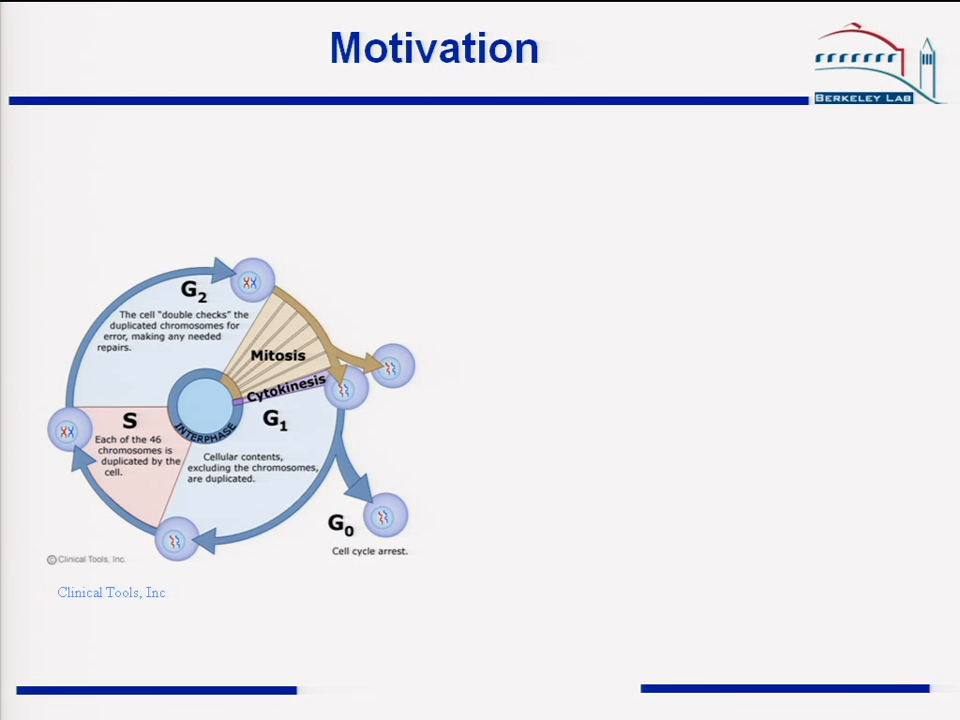 Motivation
BERKELEY LAB
G2
The cell "double checks" the
duplicated chromosomes for
error, making any needed
repairs.
Mitosis
Cytokinesis
INTERPHASE
S
Each of the 46
chromosomes is
duplicated by the
cell.
G1
Cellular contents,
excluding the chromosomes,
are duplicated.
G0
Cell cycle arrest.
© Clinical Tools, Inc.
Clinical Tools, Inc